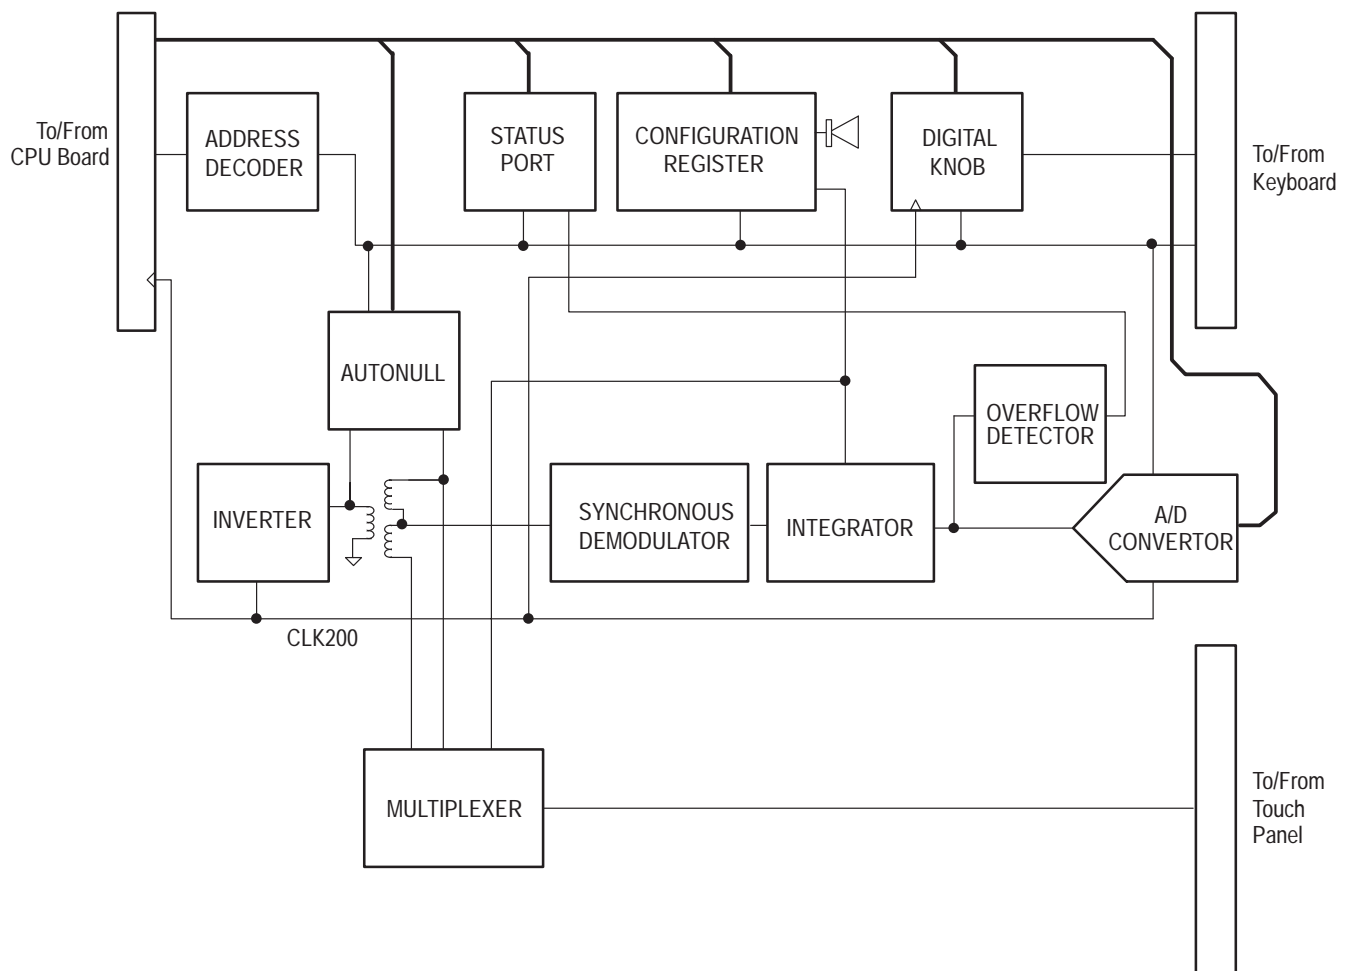 To/From
CPU Board
ADDRESS
DECODER
STATUS
PORT
CONFIGURATION
REGISTER
DIGITAL
KNOB
To/From
Keyboard
AUTONULL
OVERFLOW
DETECTOR
INVERTER
SYNCHRONOUS
DEMODULATOR
INTEGRATOR
A/D
CONVERTOR
CLK200
MULTIPLEXER
To/From
Touch
Panel